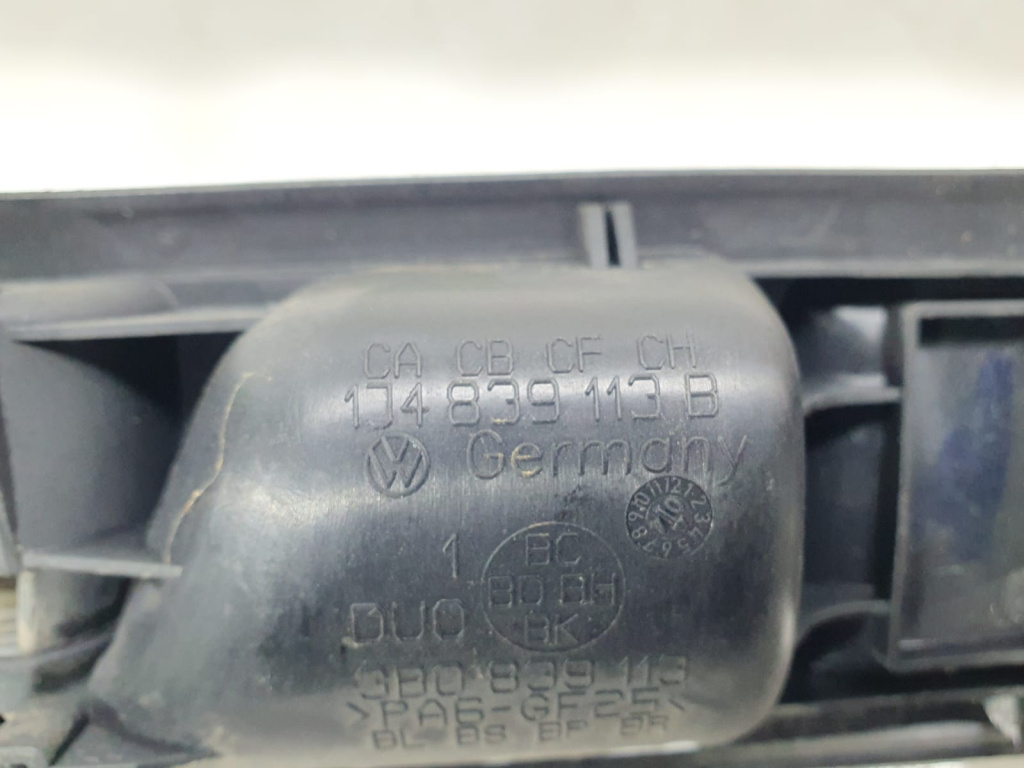 CA CB CF CH
1J4 839 113 B
VW Germany
1
BC
BD BH
BK
DUO
3B0 839 113
>PA6-GF25<
BL BS BF BR